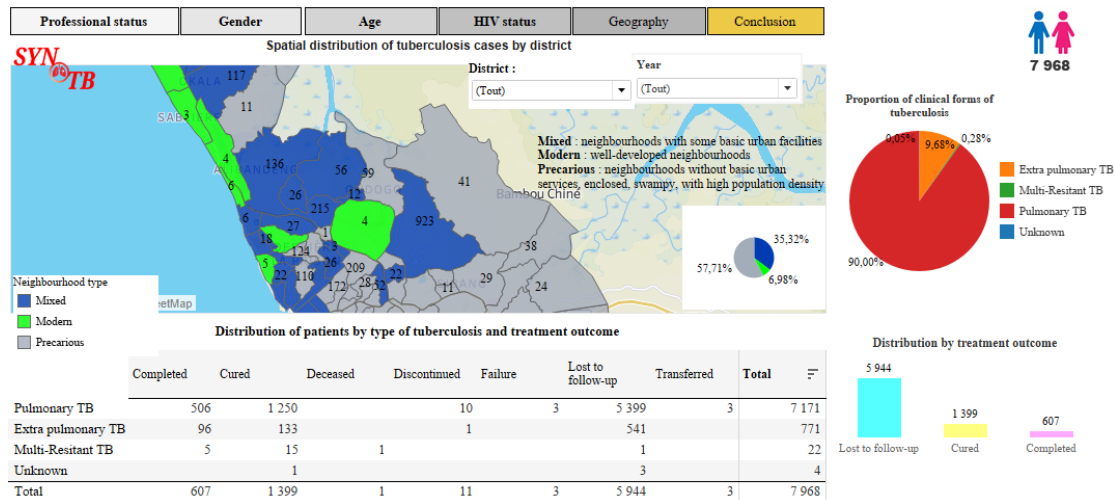 Professional status
Gender
Age
HIV status
Geography
Conclusion
SYN
TB
Spatial distribution of tuberculosis cases by district
District :
(Tout)
Year
(Tout)
7 968
117
11
3
4
6
136
56
59
12
26
215
6
27
18
124
1
3
4
923
41
38
5
22
110
26
209
172
28
52
22
11
29
24
Bambou Chine
Mixed : neighbourhoods with some basic urban facilities
Modern : well-developed neighbourhoods
Precarious : neighbourhoods without basic urban
services, enclosed, swampy, with high population density
35,32%
57,71%
6,98%
Neighbourhood type
Mixed
Modern
Precarious
eetMap
Proportion of clinical forms of
tuberculosis
0,05%
9,68%
0,28%
90,00%
Extra pulmonary TB
Multi-Resitant TB
Pulmonary TB
Unknown
Distribution of patients by type of tuberculosis and treatment outcome
Completed Cured Deceased Discontinued Failure Lost to follow-up Transferred Total
Pulmonary TB 506 1 250 10 3 5 399 3 7 171
Extra pulmonary TB 96 133 1 541 771
Multi-Resitant TB 5 15 1 1 22
Unknown 1 3 4
Total 607 1 399 1 11 3 5 944 3 7 968
Distribution by treatment outcome
5 944
1 399
607
Lost to follow-up
Cured
Completed